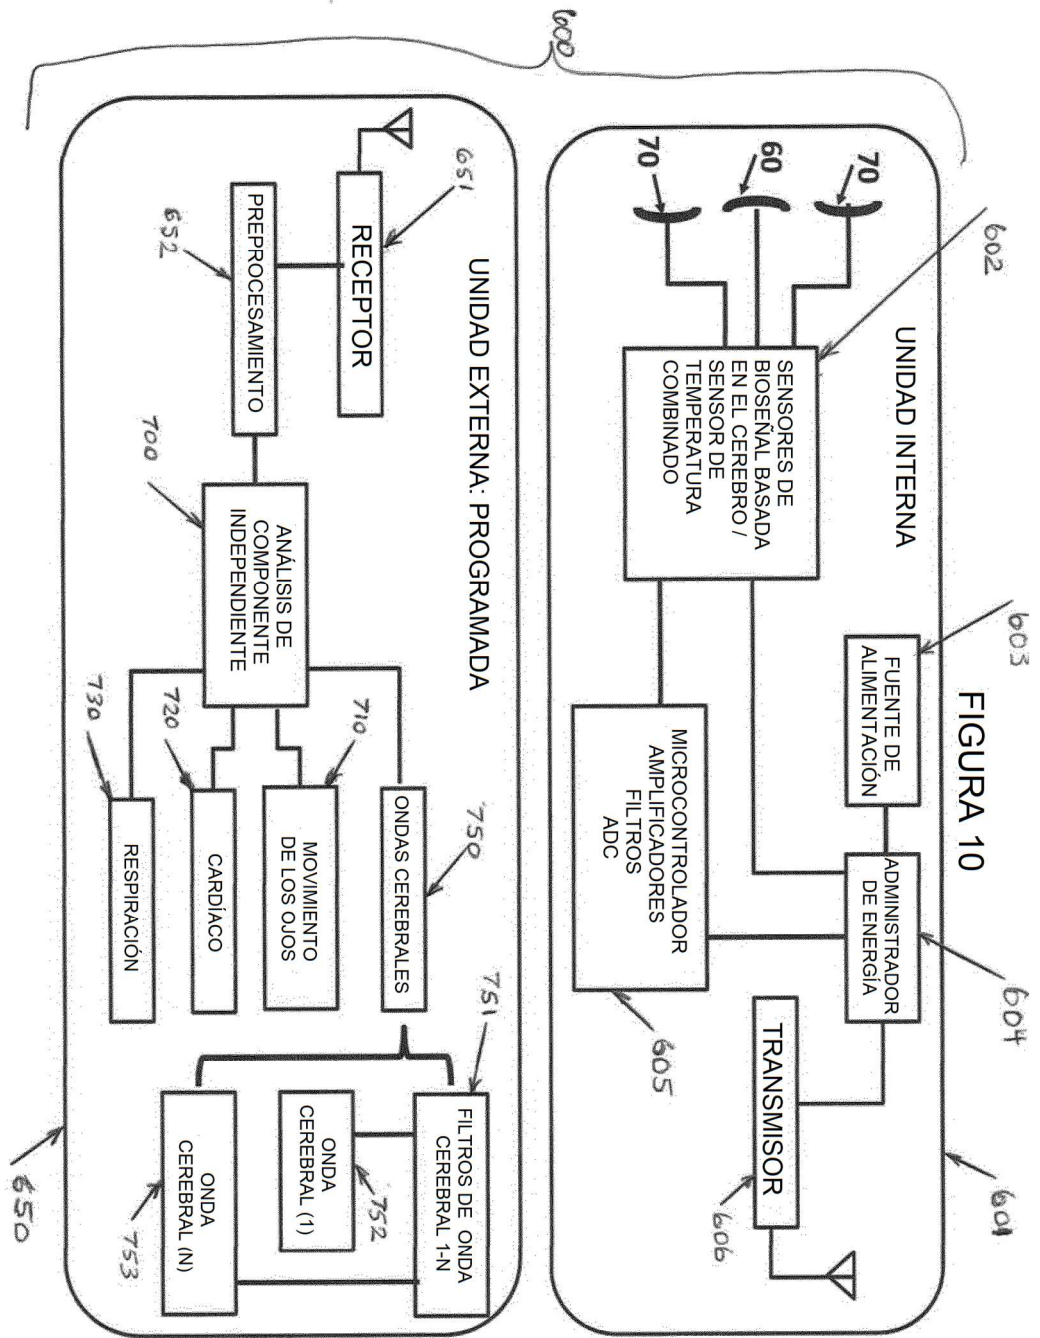 FIGURA 10
600
UNIDAD INTERNA
70
60
70
602
SENSORES DE
BIOSEÑAL BASADA
EN EL CEREBRO /
SENSOR DE
TEMPERATURA
COMBINADO
603
FUENTE DE
ALIMENTACIÓN
ADMINISTRADOR
DE ENERGÍA
604
601
MICROCONTROLADOR
AMPLIFICADORES
FILTROS
ADC
605
TRANSMISOR
606
UNIDAD EXTERNA: PROGRAMADA
651
RECEPTOR
PREPROCESAMIENTO
652
700
ANÁLISIS DE
COMPONENTE
INDEPENDIENTE
750
ONDAS CEREBRALES
710
MOVIMIENTO
DE LOS OJOS
720
CARDÍACO
730
RESPIRACIÓN
751
FILTROS DE ONDA
CEREBRAL 1-N
ONDA
CEREBRAL (1)
752
ONDA
CEREBRAL (N)
753
650